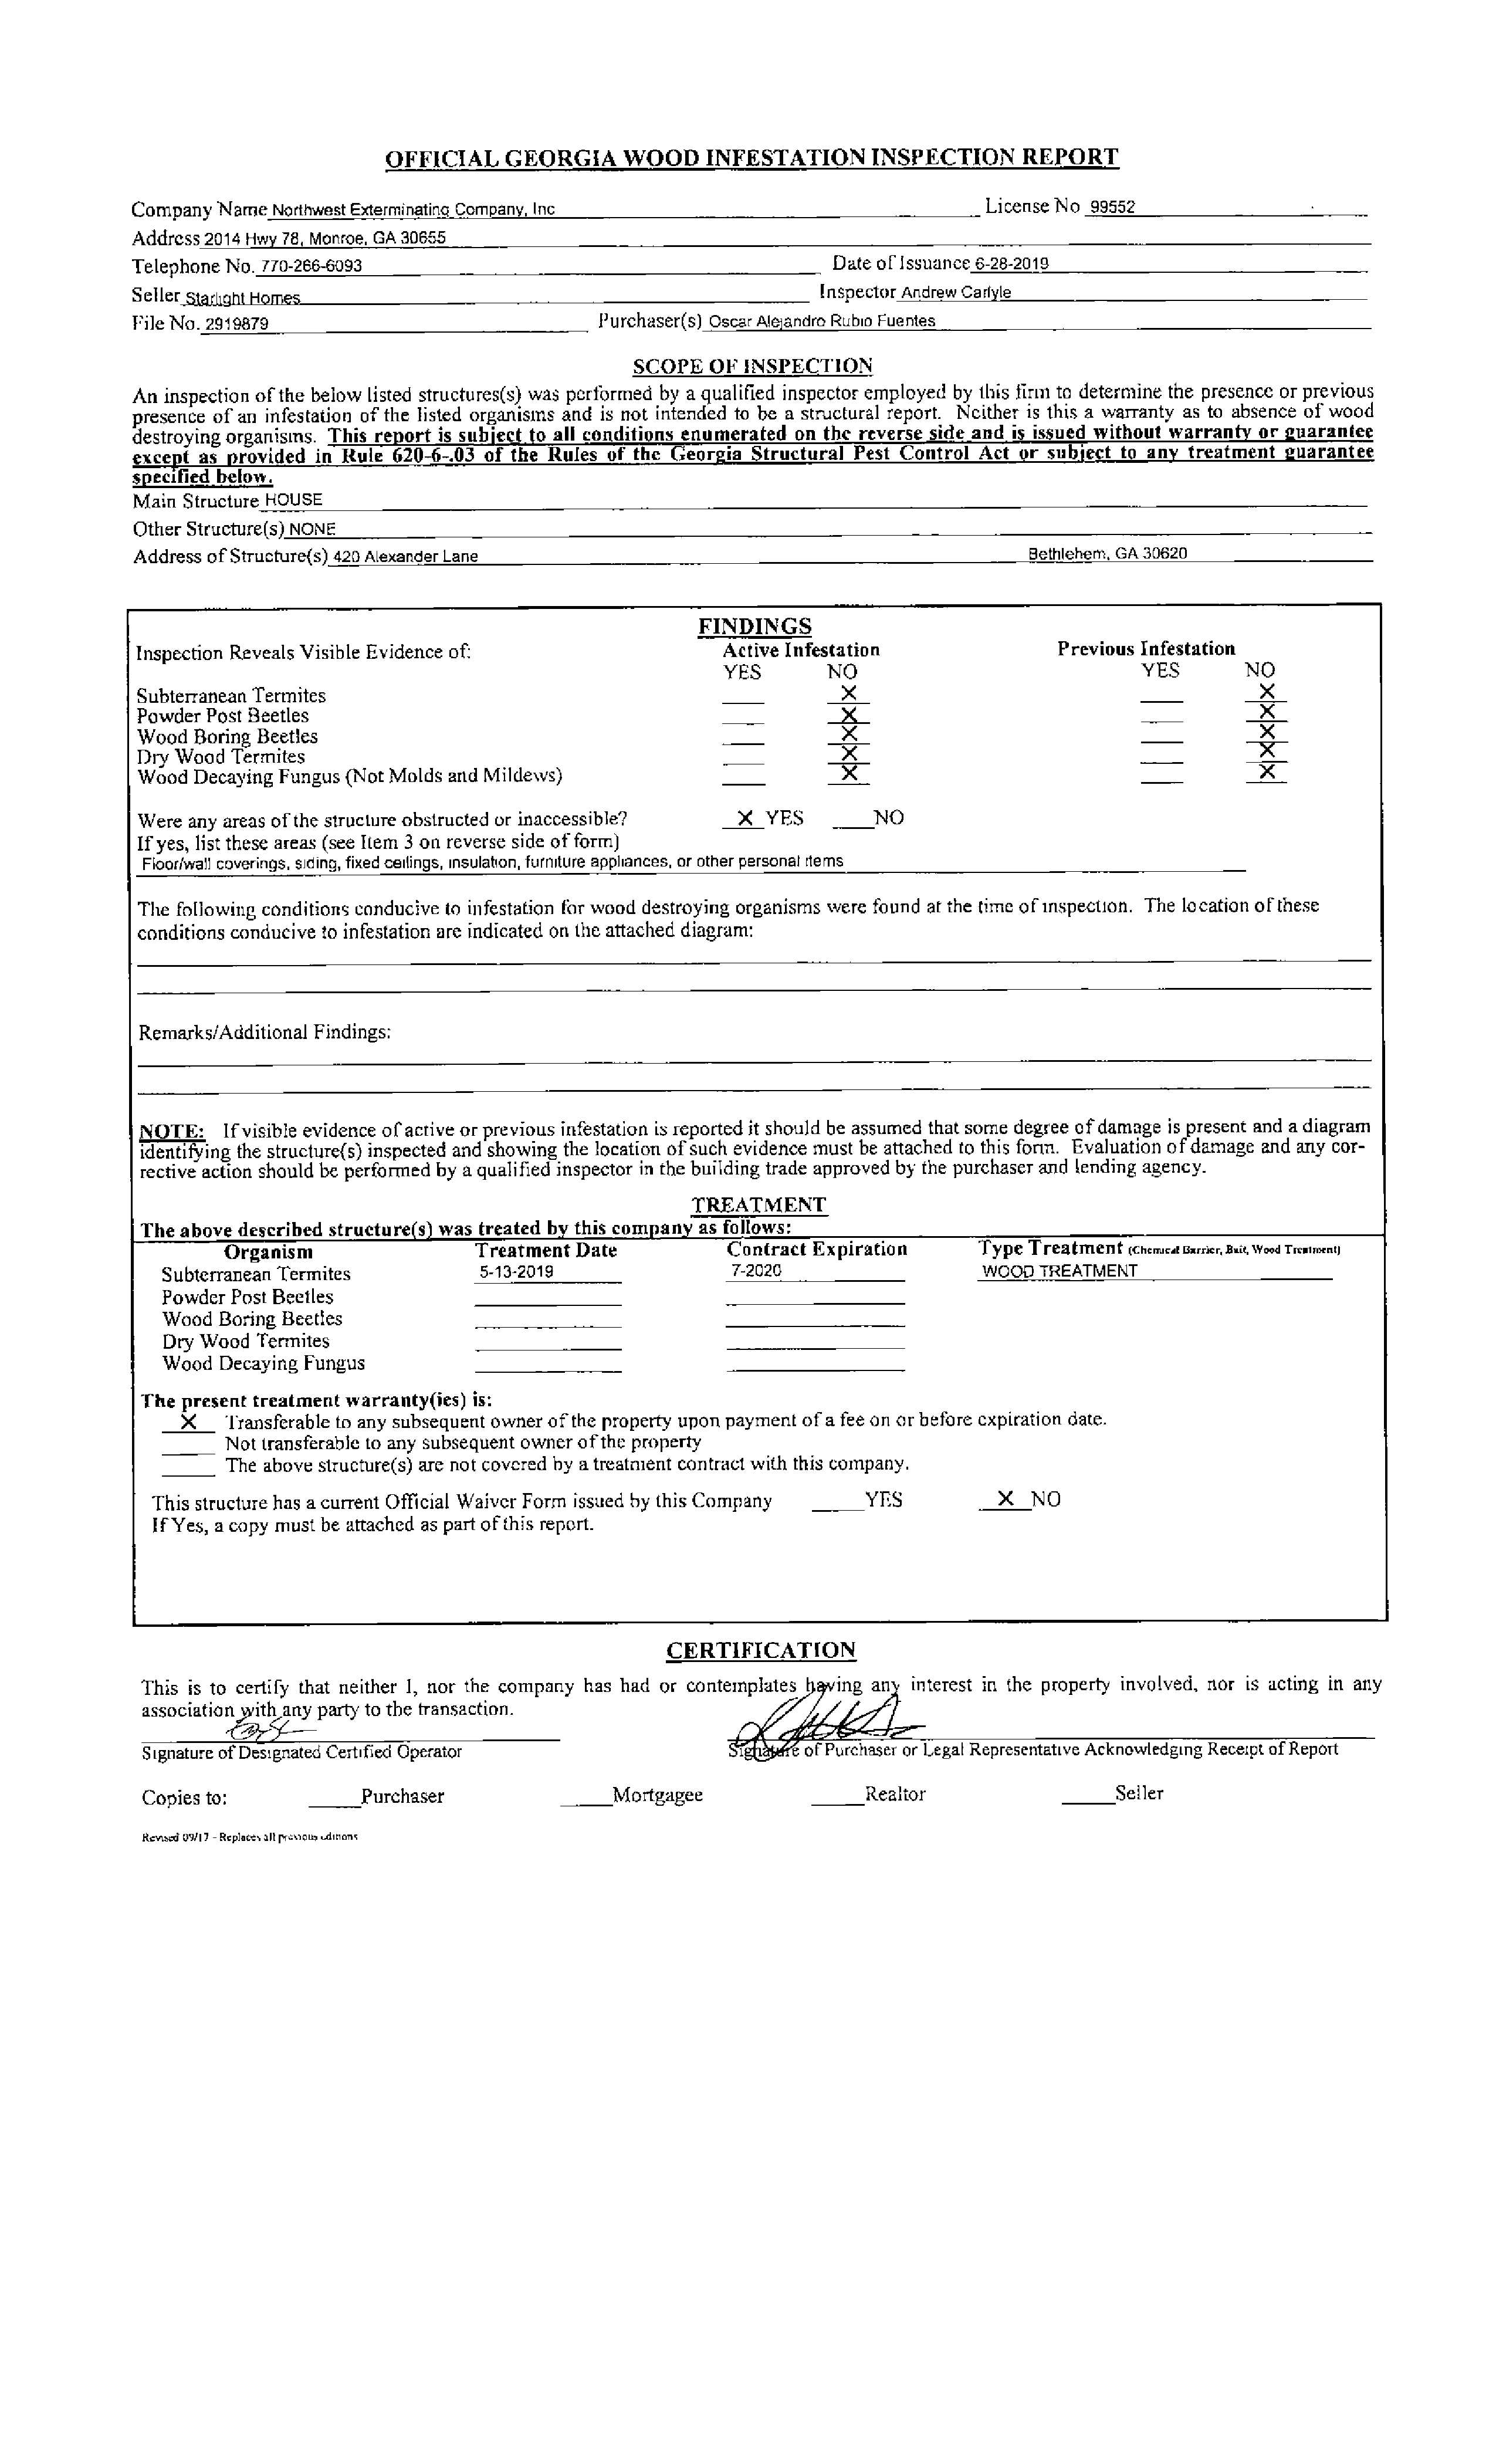 OFFICIAL GEORGIA WOOD INFESTATION INSPECTION REPORT
Company Name Northwest Exterminating Company, Inc License No 99552
Address 2014 Hwy 78, Monroe, GA 30655
Telephone No. 770-266-6093 Date of Issuance 6-28-2019
Seller Starlight Homes Inspector Andrew Carlyle
File No. 2919879 Purchaser(s) Oscar Alejandro Rubio Fuentes
SCOPE OF INSPECTION
An inspection of the below listed structures(s) was performed by a qualified inspector employed by this firm to determine the presence or previous
presence of an infestation of the listed organisms and is not intended to be a structural report. Neither is this a warranty as to absence of wood
destroying organisms. This report is subject to all conditions enumerated on the reverse side and is issued without warranty or guarantee
except as provided in Rule 620-6-.03 of the Rules of the Georgia Structural Pest Control Act or subject to any treatment guarantee
specified below.
Main Structure HOUSE
Other Structure(s) NONE
Address of Structure(s) 420 Alexander Lane Bethlehem, GA 30620
FINDINGS
Inspection Reveals Visible Evidence of: Active Infestation Previous Infestation
YES NO YES NO
Subterranean Termites X X
Powder Post Beetles X X
Wood Boring Beetles X X
Dry Wood Termites X X
Wood Decaying Fungus (Not Molds and Mildews) X X
Were any areas of the structure obstructed or inaccessible? X YES NO
If yes, list these areas (see Item 3 on reverse side of form)
Floor/wall coverings, siding, fixed ceilings, insulation, furniture appliances, or other personal items
The following conditions conducive to infestation for wood destroying organisms were found at the time of inspection. The location of these
conditions conducive to infestation are indicated on the attached diagram:
Remarks/Additional Findings:
NOTE: If visible evidence of active or previous infestation is reported it should be assumed that some degree of damage is present and a diagram
identifying the structure(s) inspected and showing the location of such evidence must be attached to this form. Evaluation of damage and any cor-
rective action should be performed by a qualified inspector in the building trade approved by the purchaser and lending agency.
TREATMENT
The above described structure(s) was treated by this company as follows:
Organism Treatment Date Contract Expiration Type Treatment (Chemical Barrier, Bait, Wood Treatment)
Subterranean Termites 5-13-2019 7-2020 WOOD TREATMENT
Powder Post Beetles
Wood Boring Beetles
Dry Wood Termites
Wood Decaying Fungus
The present treatment warranty(ies) is:
X Transferable to any subsequent owner of the property upon payment of a fee on or before expiration date.
Not transferable to any subsequent owner of the property
The above structure(s) are not covered by a treatment contract with this company.
This structure has a current Official Waiver Form issued by this Company YES X NO
If Yes, a copy must be attached as part of this report.
CERTIFICATION
This is to certify that neither I, nor the company has had or contemplates having any interest in the property involved, nor is acting in any
association with any party to the transaction.
Signature of Designated Certified Operator Signature of Purchaser or Legal Representative Acknowledging Receipt of Report
Copies to: Purchaser Mortgagee Realtor Seller
Revised 09/17 - Replaces all previous editions